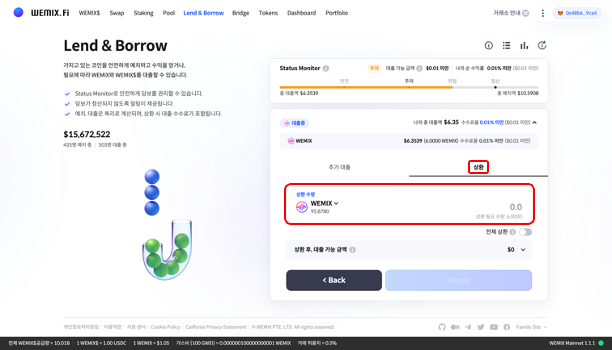 WEMIX.Fi
WEMIX$ Swap Staking Pool Lend & Borrow Bridge Tokens Dashboard Portfolio
거래소 안내
0x48b6...9ca4
Lend & Borrow
가지고 있는 코인을 안전하게 예치하고 수익을 얻거나,
필요에 따라 WEMIX와 WEMIX$를 대출할 수 있습니다.
Status Monitor로 안전하게 담보를 관리할 수 있습니다.
담보가 청산되지 않도록 알림이 제공됩니다.
예치, 대출은 복리로 계산되며, 상환 시 대출 수수료가 포함됩니다.
$15,672,522
435명 예치 중 503명 대출 중
Status Monitor
주의 대출 가능 금액 $0.01 미만 나의 순 수익률 0.01% 미만 ($0.01 미만)
안전 주의 위험 청산
총 대출액 $6.3539 총 예치액 $10.5908
대출중
나의 총 대출액 $6.35 수수료율 0.01% 미만 ($0.01 미만)
WEMIX
$6.3539 (6.0000 WEMIX) 수수료율 0.01% 미만 ($0.01 미만)
추가 대출 상환
상환 수량
WEMIX
95.8780
0.0
상환 필요 수량 6.0000
전체 상환
상환 후, 대출 가능 금액 $0
< Back
Repay
개인정보처리방침 이용약관 지원 센터 Cookie Policy California Privacy Statement © WEMIX PTE. LTD. All rights reserved.
Family Site
전체 WEMIX$공급량 = 10.01B 1 WEMIX$ = 1.00 USDC 1 WEMIX = $1.05 가스비 (100 GWEI) = 0.000000100000000001 WEMIX 거래 허용치 = 0.5%
WEMIX Mainnet 1.1.1